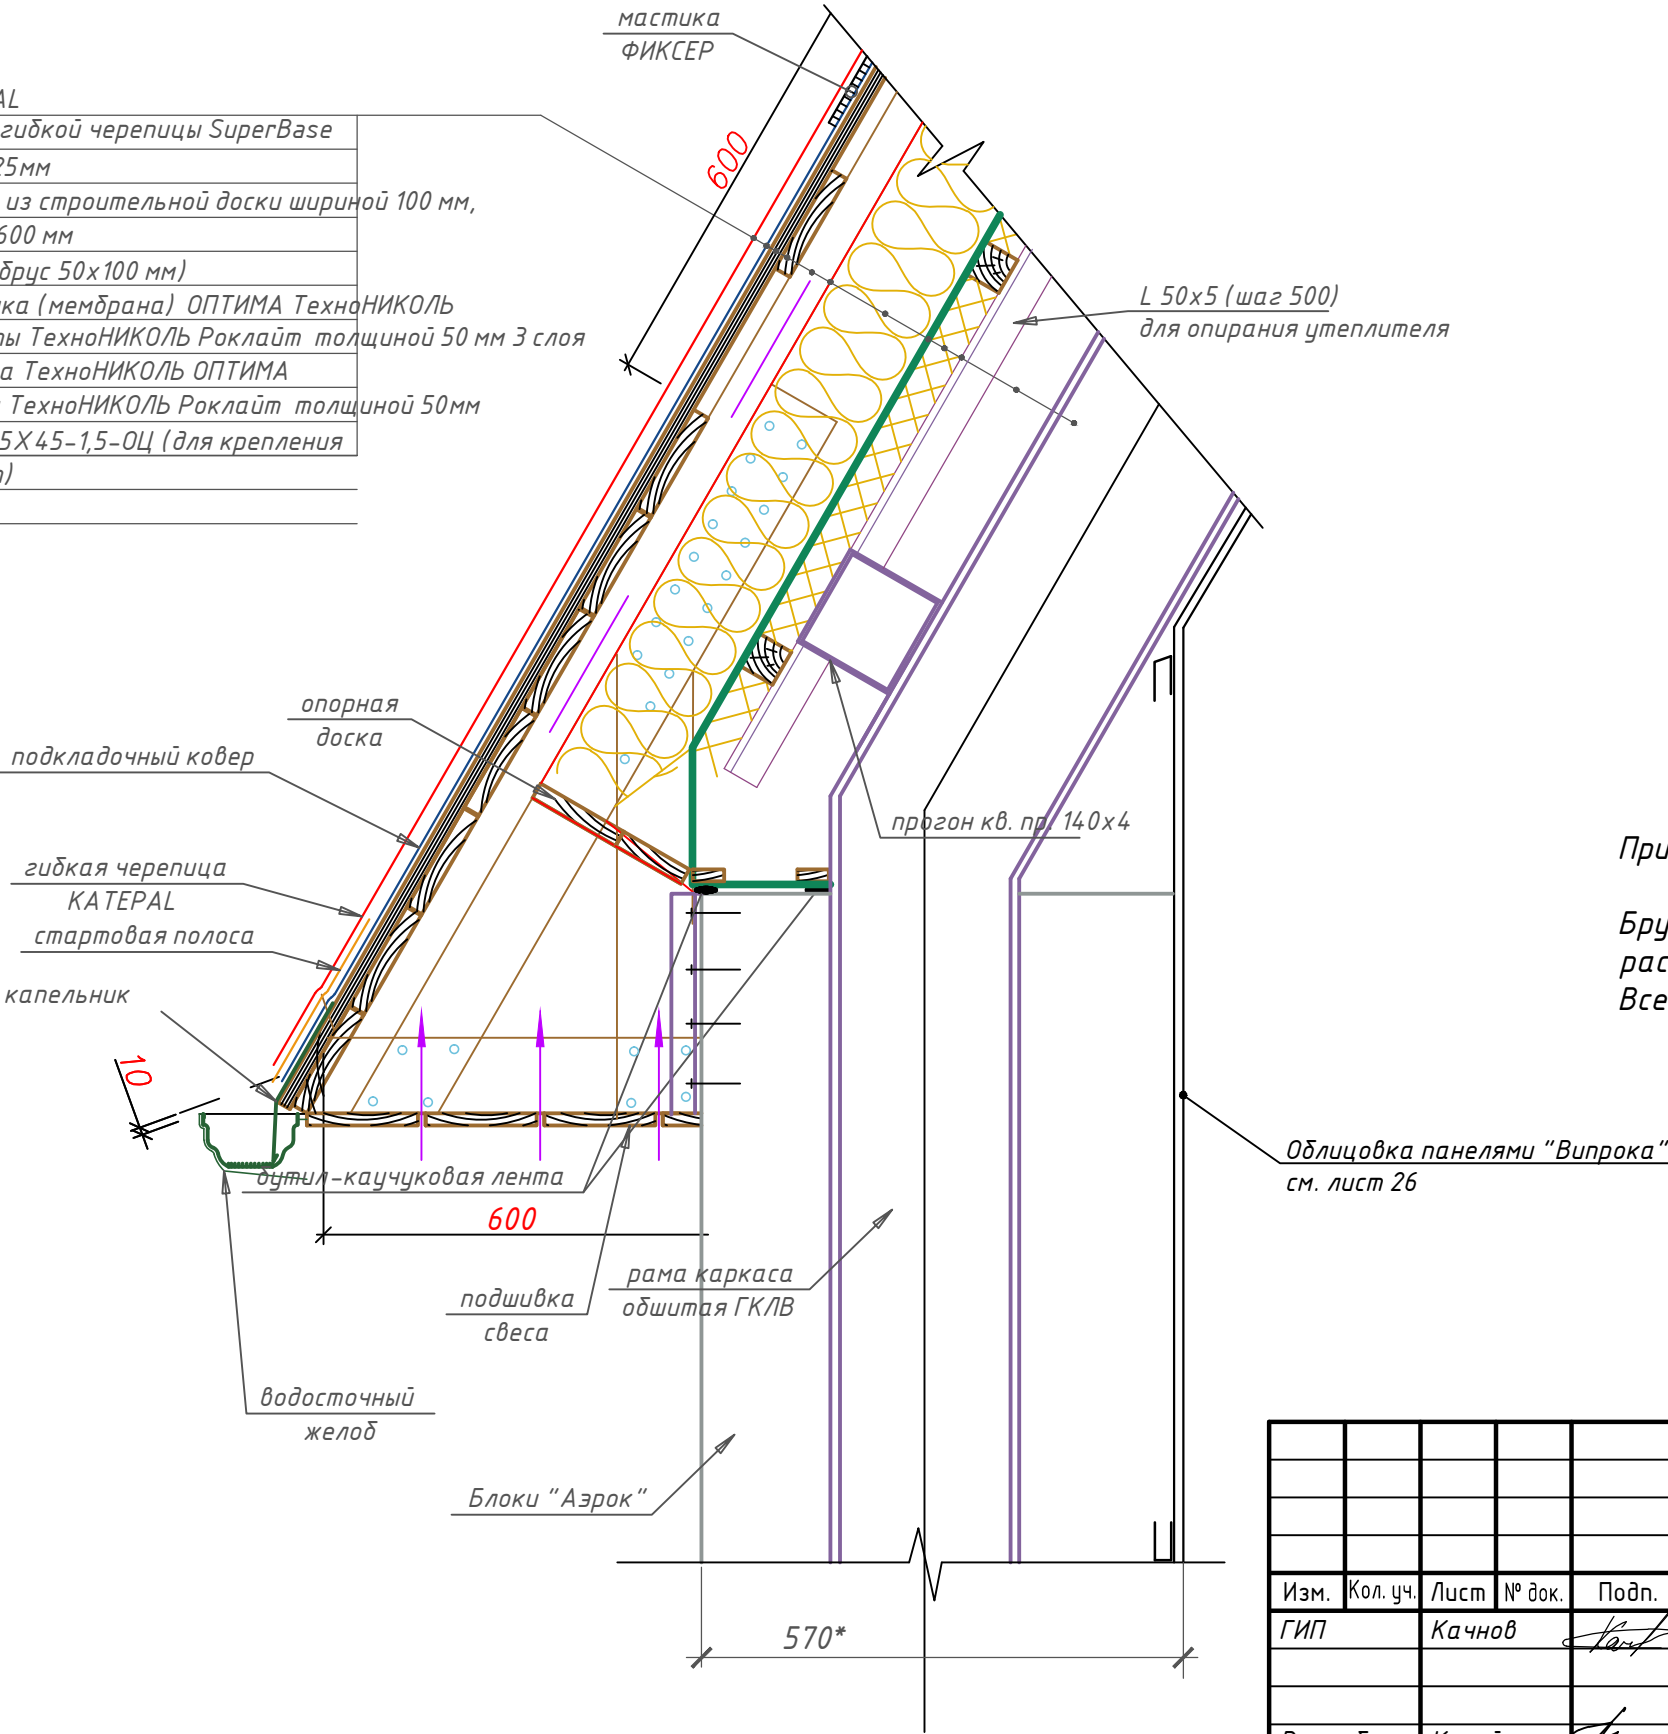 мастика
ФИКСЕР
AL
гибкой черепицы SuperBase
25мм
из строительной доски шириной 100 мм,
600 мм
брус 50х100 мм)
ка (мембрана) ОПТИМА ТехноНИКОЛЬ
ты ТехноНИКОЛЬ Роклайт толщиной 50 мм 3 слоя
а ТехноНИКОЛЬ ОПТИМА
ТехноНИКОЛЬ Роклайт толщиной 50мм
5Х45-1,5-ОЦ (для крепления
)
600
L 50х5 (шаг 500)
для опирания утеплителя
опорная
доска
подкладочный ковер
прогон кв. пр. 140х4
гибкая черепица
KATEPAL
стартовая полоса
капельник
10
При
Бру
рас
Все
Облицовка панелями "Випрока"
см. лист 26
бутил-каучуковая лента
600
рама каркаса
обшитая ГКЛВ
подшивка
свеса
водосточный
желоб
Блоки "Аэрок"
570*
Изм. Кол. уч. Лист № док. Подп.
ГИП Качнов